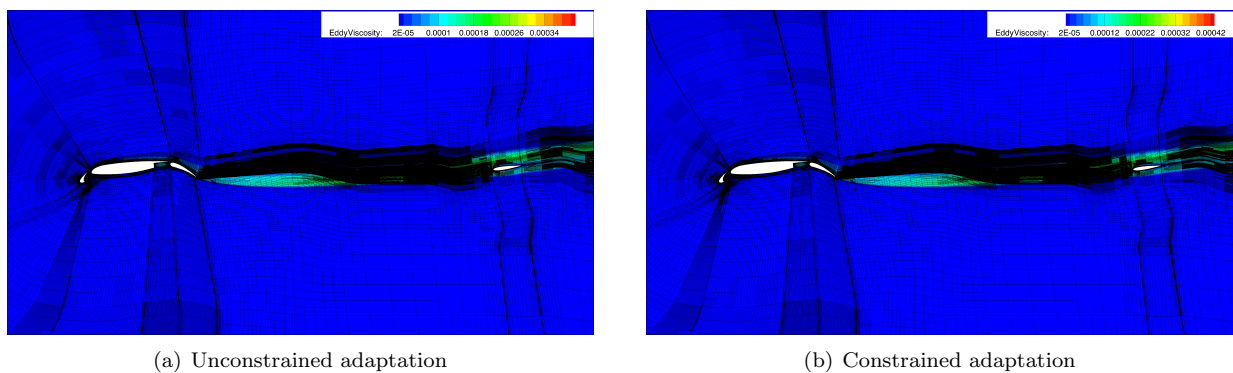 EddyViscosity: 2E-05 0.0001 0.00018 0.00026 0.00034
EddyViscosity: 2E-05 0.00012 0.00022 0.00032 0.00042
(a) Unconstrained adaptation
(b) Constrained adaptation